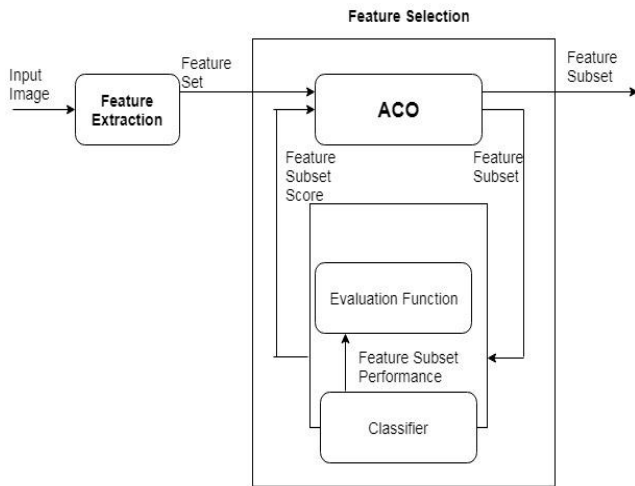 Feature Selection
Input
Image
Feature
Extraction
Feature
Set
ACO
Feature
Subset
Feature
Subset
Score
Feature
Subset
Evaluation Function
Feature Subset
Performance
Classifier